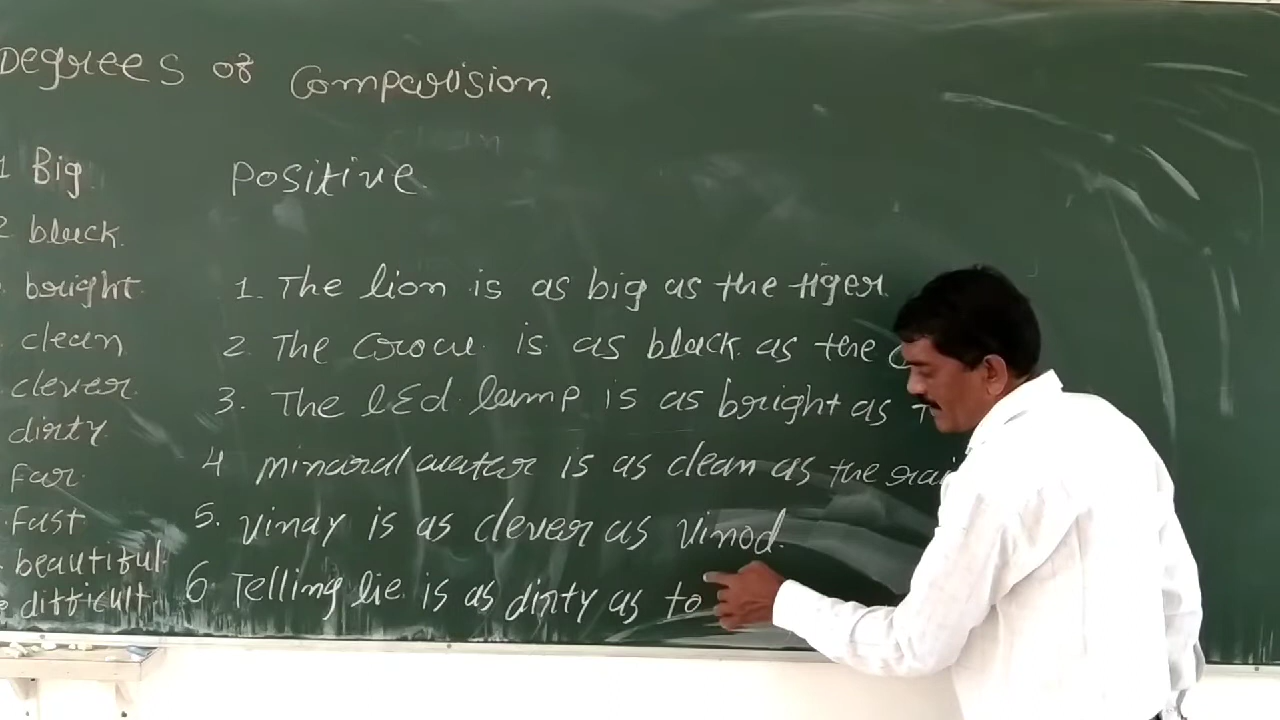 Degrees of Comparision.
1 Big
positive
2 black.
bright
1. The lion is as big as the tiger.
clean
2. The Crow is as black as the
clever
3. The lEd lamp is as bright as
dirty
4 minaral water is as clean as the
Far
5. Vinay is as clever as Vinod.
Fast
beautiful
6 Telling lie is as dirty as to
difficult